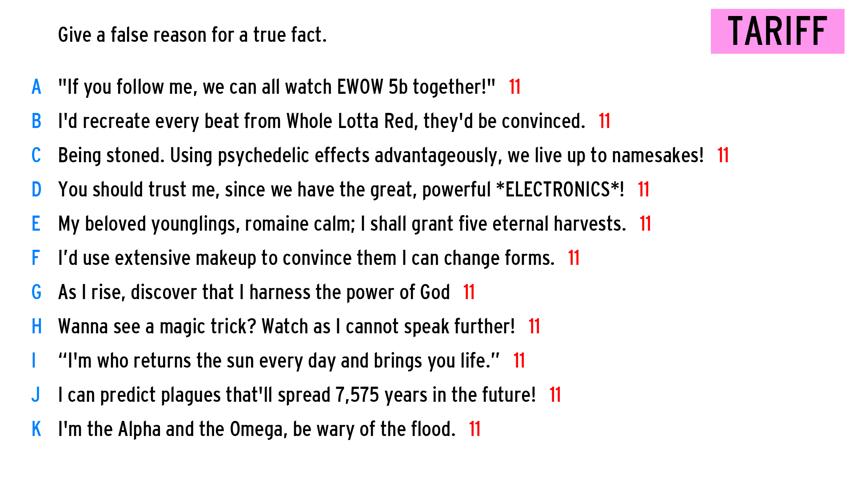 Give a false reason for a true fact.
TARIFF
A "If you follow me, we can all watch EWOW 5b together!" 11
B I'd recreate every beat from Whole Lotta Red, they'd be convinced. 11
C Being stoned. Using psychedelic effects advantageously, we live up to namesakes! 11
D You should trust me, since we have the great, powerful *ELECTRONICS*! 11
E My beloved younglings, romaine calm; I shall grant five eternal harvests. 11
F I’d use extensive makeup to convince them I can change forms. 11
G As I rise, discover that I harness the power of God 11
H Wanna see a magic trick? Watch as I cannot speak further! 11
I “I'm who returns the sun every day and brings you life.” 11
J I can predict plagues that'll spread 7,575 years in the future! 11
K I'm the Alpha and the Omega, be wary of the flood. 11